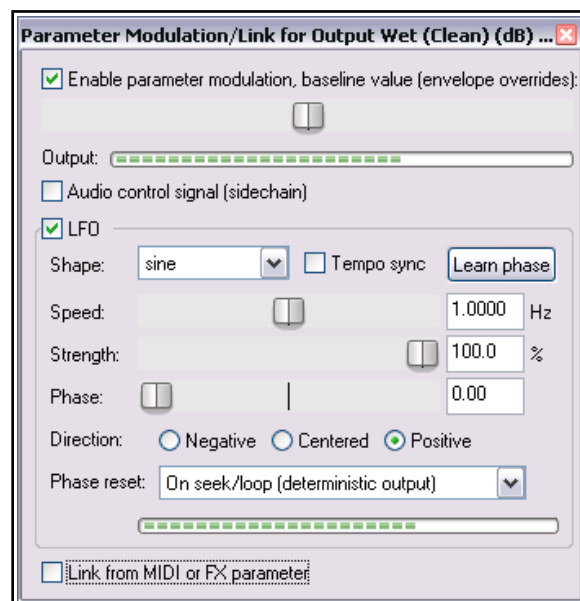 Parameter Modulation/Link for Output Wet (Clean) (dB) ...
Enable parameter modulation, baseline value (envelope overrides):
Output:
Audio control signal (sidechain)
LFO
Shape: sine Tempo sync Learn phase
Speed: 1.0000 Hz
Strength: 100.0 %
Phase: 0.00
Direction: Negative Centered Positive
Phase reset: On seek/loop (deterministic output)
Link from MIDI or FX parameter